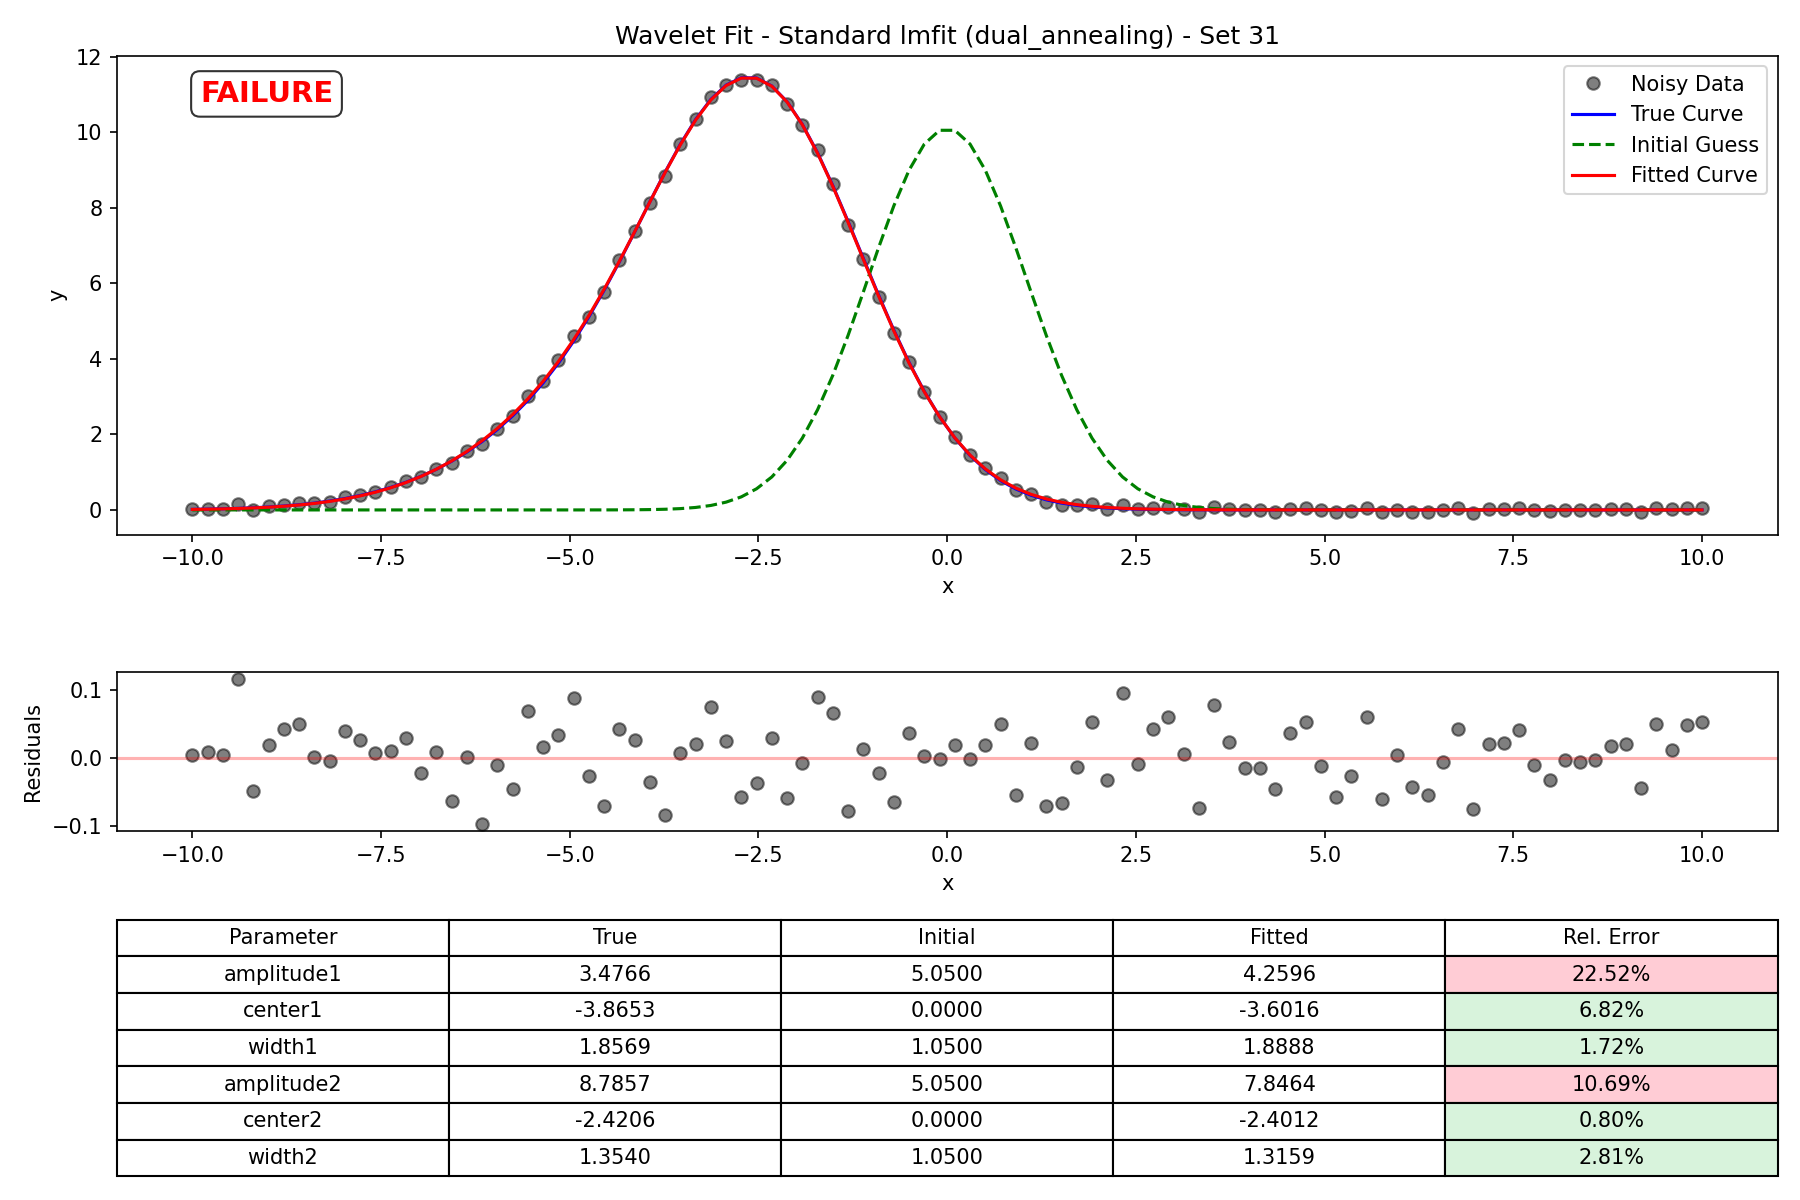 Wavelet Fit - Standard lmfit (dual_annealing) - Set 31
FAILURE
Noisy Data
True Curve
Initial Guess
Fitted Curve
12
10
8
6
4
2
0
y
−10.0 −7.5 −5.0 −2.5 0.0 2.5 5.0 7.5 10.0
x
0.1
0.0
−0.1
Residuals
−10.0 −7.5 −5.0 −2.5 0.0 2.5 5.0 7.5 10.0
x
Parameter True Initial Fitted Rel. Error
amplitude1 3.4766 5.0500 4.2596 22.52%
center1 -3.8653 0.0000 -3.6016 6.82%
width1 1.8569 1.0500 1.8888 1.72%
amplitude2 8.7857 5.0500 7.8464 10.69%
center2 -2.4206 0.0000 -2.4012 0.80%
width2 1.3540 1.0500 1.3159 2.81%